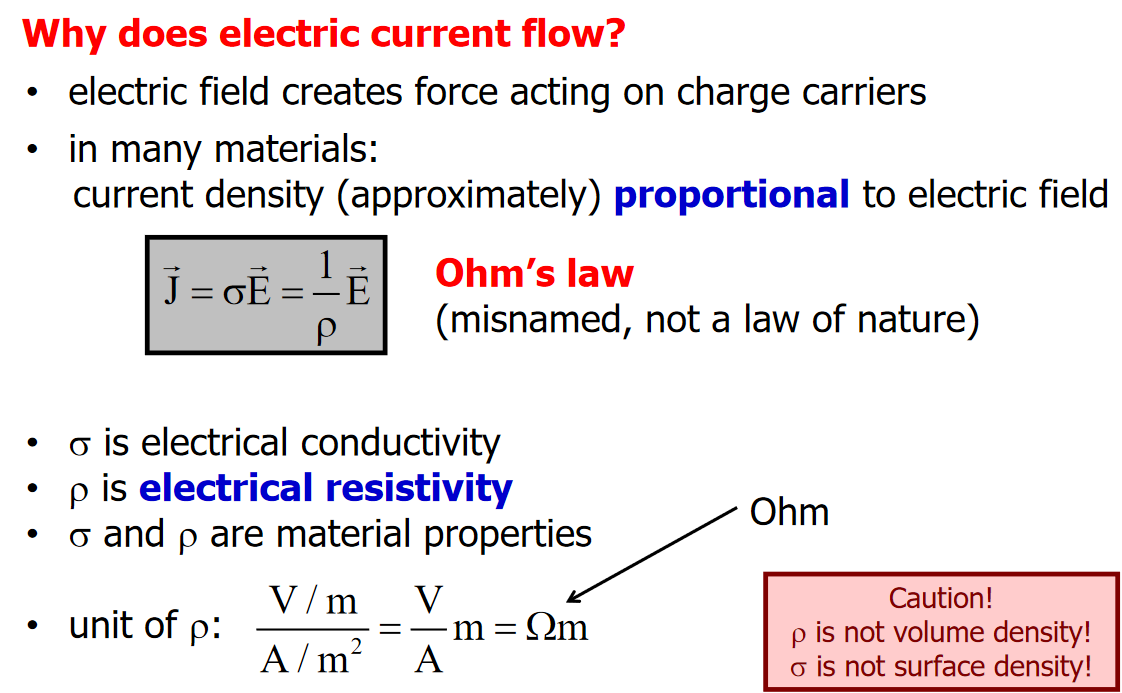 Why does electric current flow?
• electric field creates force acting on charge carriers
• in many materials:
current density (approximately) proportional to electric field
J⃗ = σE⃗ = 1/ρ E⃗
Ohm's law
(misnamed, not a law of nature)
• σ is electrical conductivity
• ρ is electrical resistivity
• σ and ρ are material properties
Ohm
• unit of ρ: (V / m)/(A / m²) = V/A m = Ωm
Caution!
ρ is not volume density!
σ is not surface density!